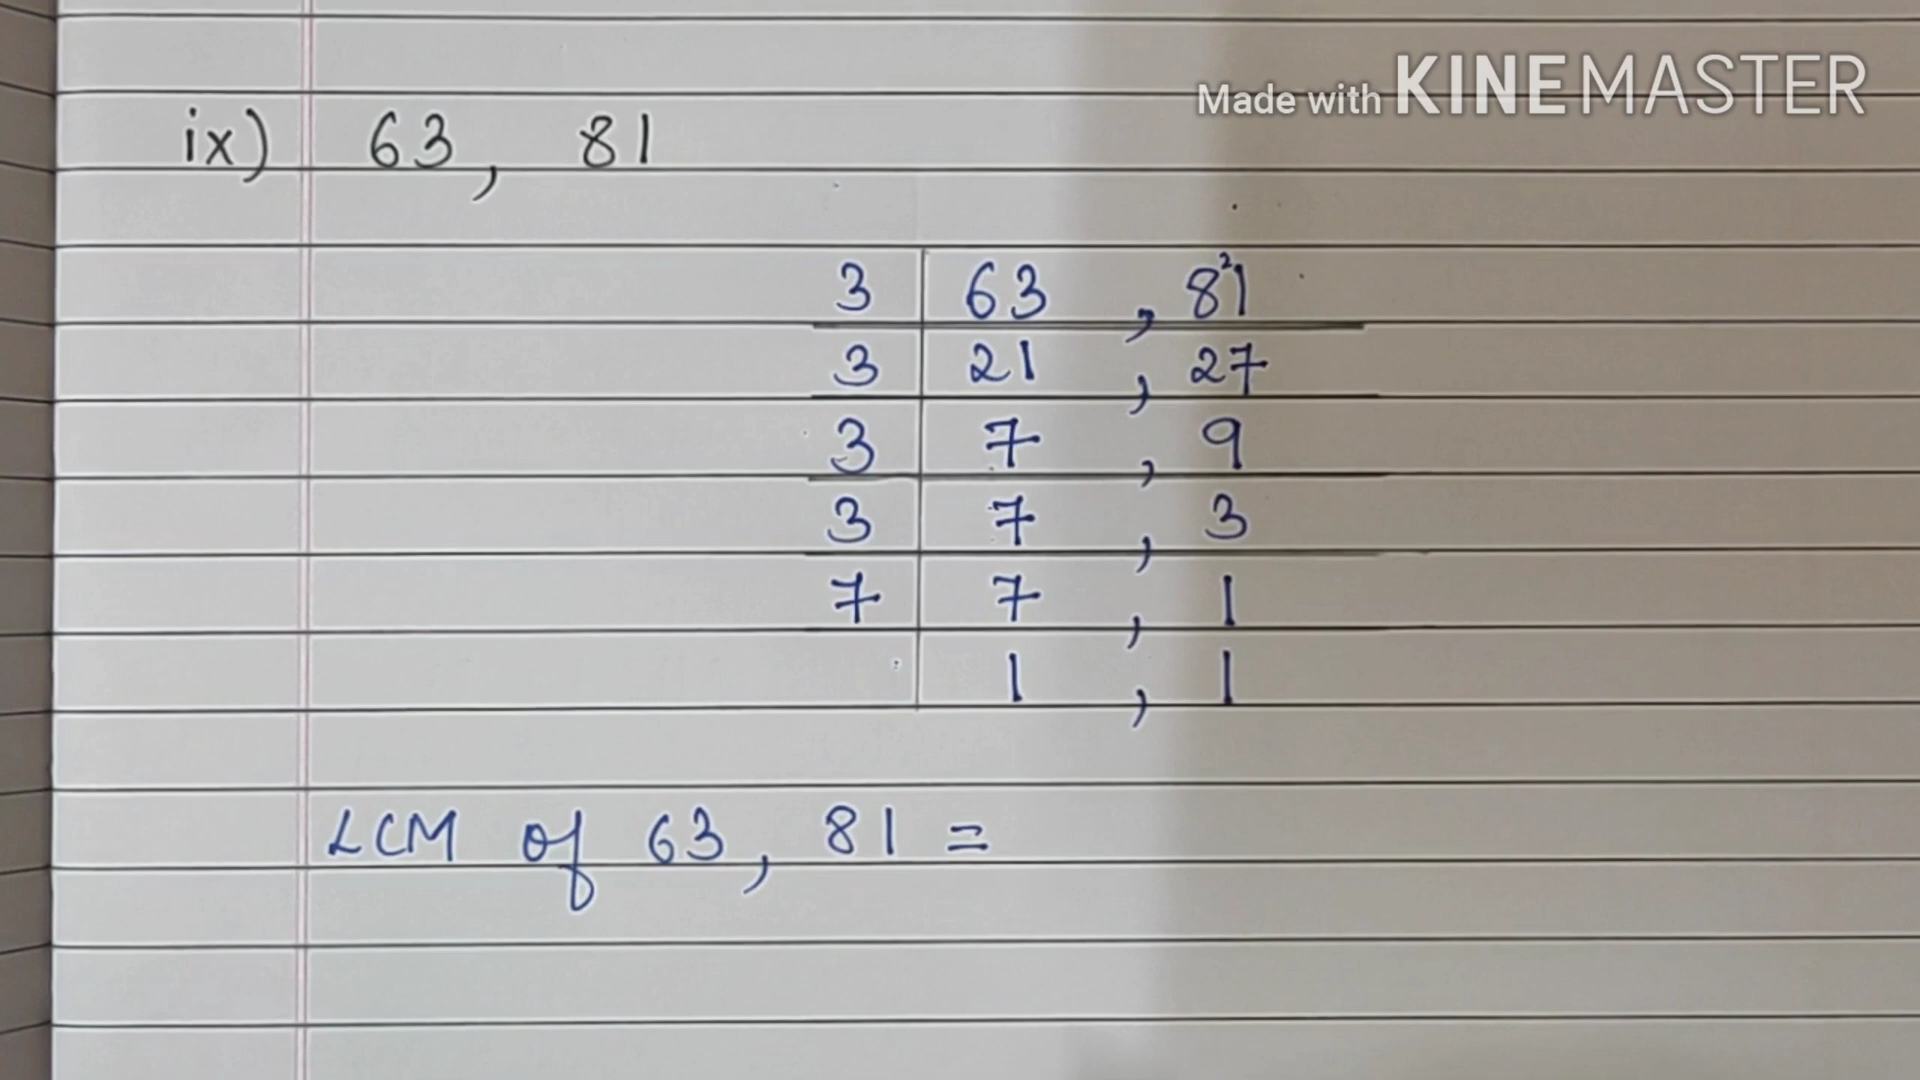 Made with KINEMASTER
ix) 63, 81
3 | 63 , 8²1
3 | 21 , 27
3 | 7 , 9
3 | 7 , 3
7 | 7 , 1
| 1 , 1
LCM of 63, 81 =